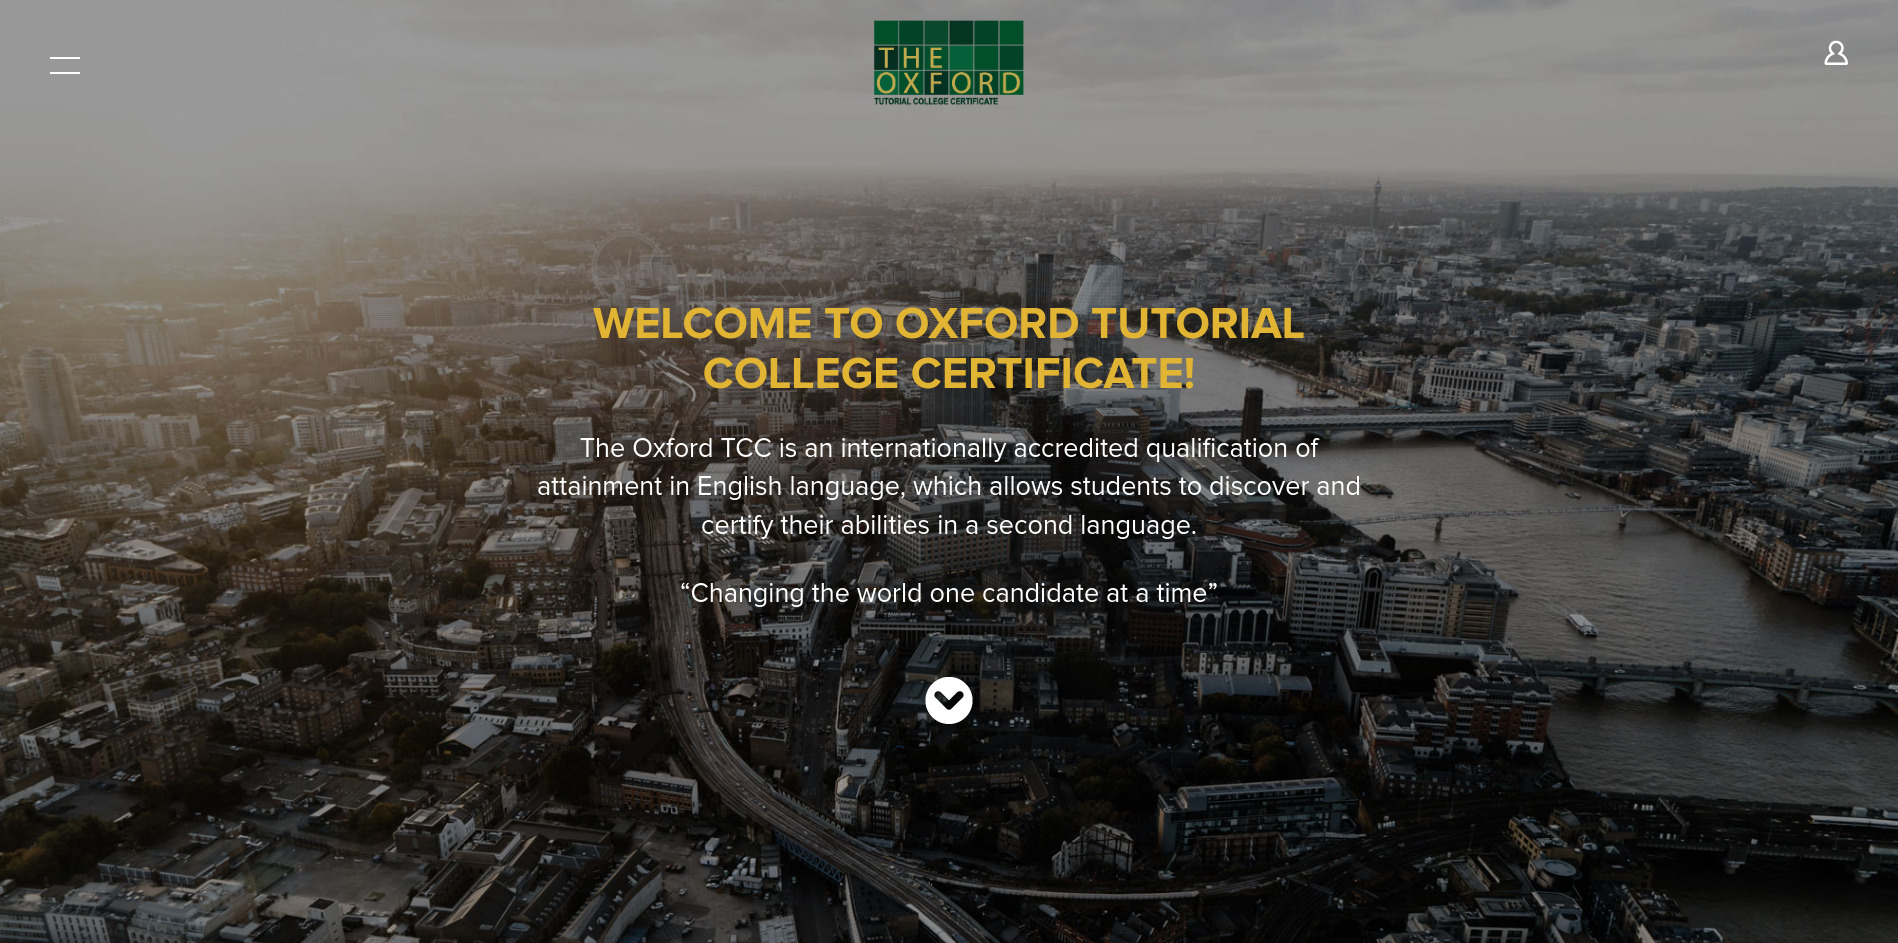 THE
OXFORD
TUTORIAL COLLEGE CERTIFICATE
WELCOME TO OXFORD TUTORIAL
COLLEGE CERTIFICATE!
The Oxford TCC is an internationally accredited qualification of
attainment in English language, which allows students to discover and
certify their abilities in a second language.
“Changing the world one candidate at a time”